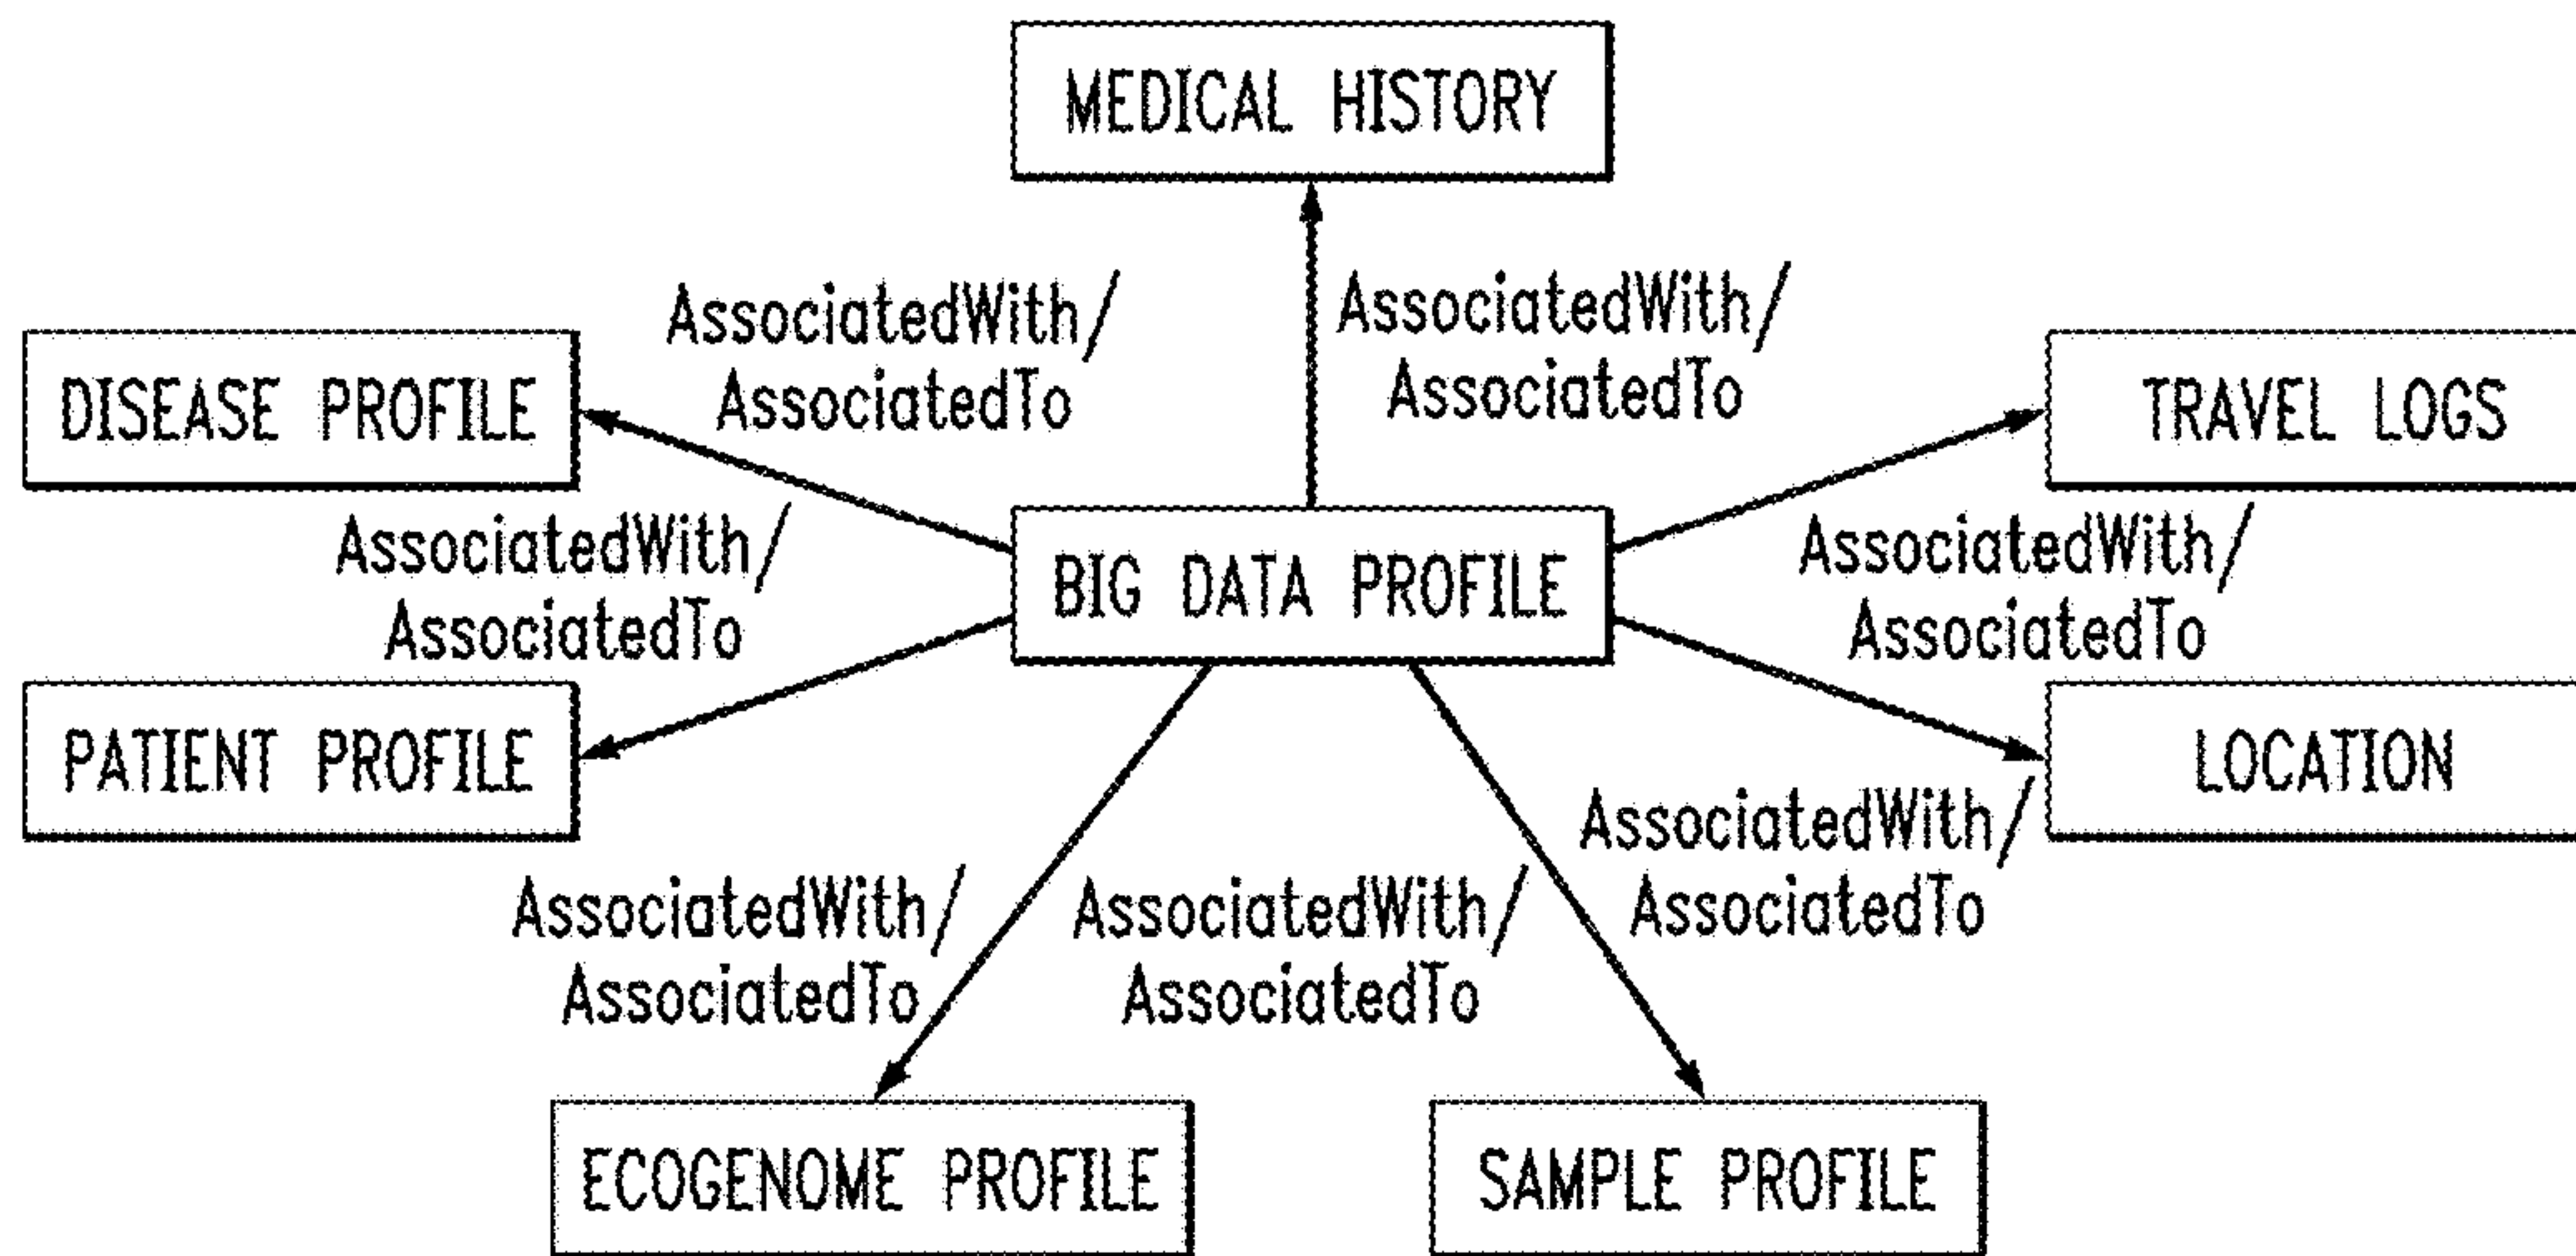 MEDICAL HISTORY
AssociatedWith/
AssociatedTo
AssociatedWith/
AssociatedTo
DISEASE PROFILE
TRAVEL LOGS
AssociatedWith/
AssociatedTo
BIG DATA PROFILE
AssociatedWith/
AssociatedTo
PATIENT PROFILE
LOCATION
AssociatedWith/
AssociatedTo
AssociatedWith/
AssociatedTo
AssociatedWith/
AssociatedTo
ECOGENOME PROFILE
SAMPLE PROFILE